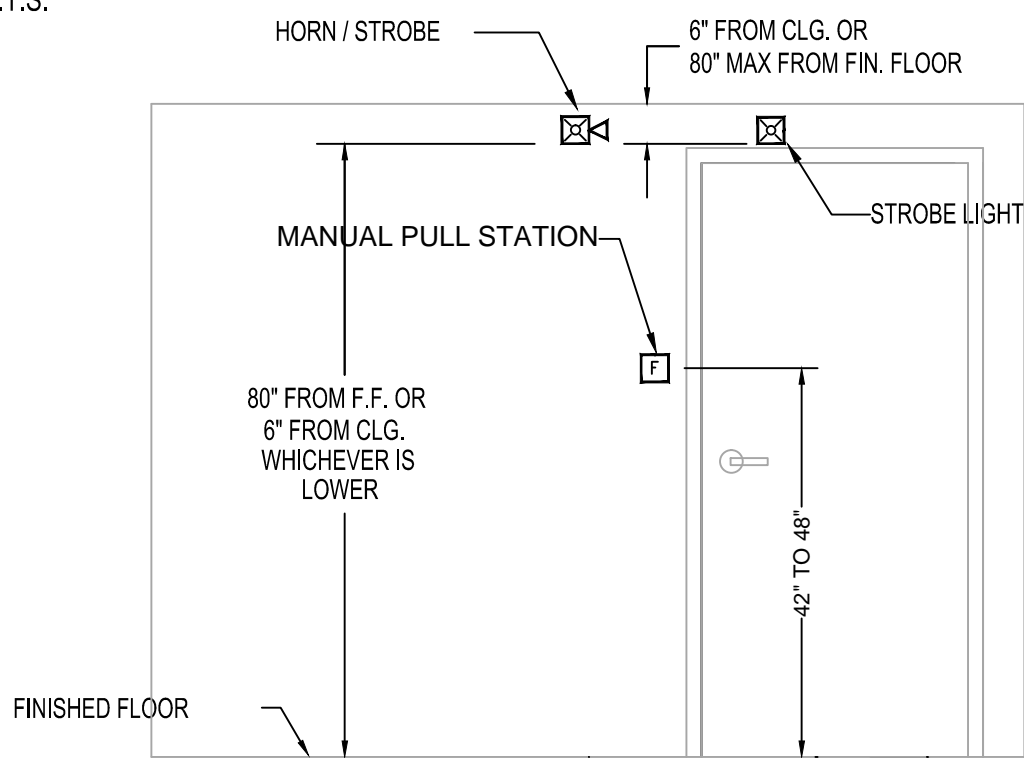 HORN / STROBE
6" FROM CLG. OR
80" MAX FROM FIN. FLOOR
STROBE LIGHT
MANUAL PULL STATION
F
80" FROM F.F. OR
6" FROM CLG.
WHICHEVER IS
LOWER
42" TO 48"
FINISHED FLOOR